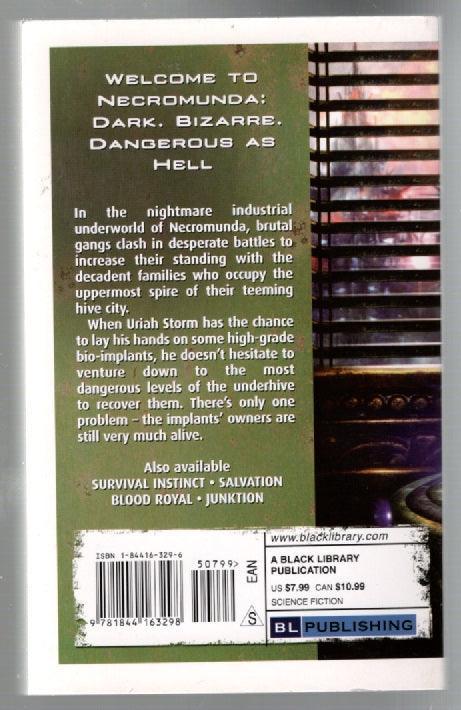 WELCOME TO
NECROMUNDA:
DARK. BIZARRE.
DANGEROUS AS
HELL
In the nightmare industrial
underworld of Necromunda, brutal
gangs clash in desperate battles to
increase their standing with the
decadent families who occupy the
uppermost spire of their teeming
hive city.
When Uriah Storm has the chance
to lay his hands on some high-grade
bio-implants, he doesn't hesitate to
venture down to the most
dangerous levels of the underhive
to recover them. There's only one
problem – the implants' owners are
still very much alive.
Also available
SURVIVAL INSTINCT • SALVATION
BLOOD ROYAL • JUNKTION
www.blacklibrary.com
ISBN 1-84416-329-6
50799>
EAN
S
9 781844 163298
A BLACK LIBRARY
PUBLICATION
US $7.99 CAN $10.99
SCIENCE FICTION
BL PUBLISHING